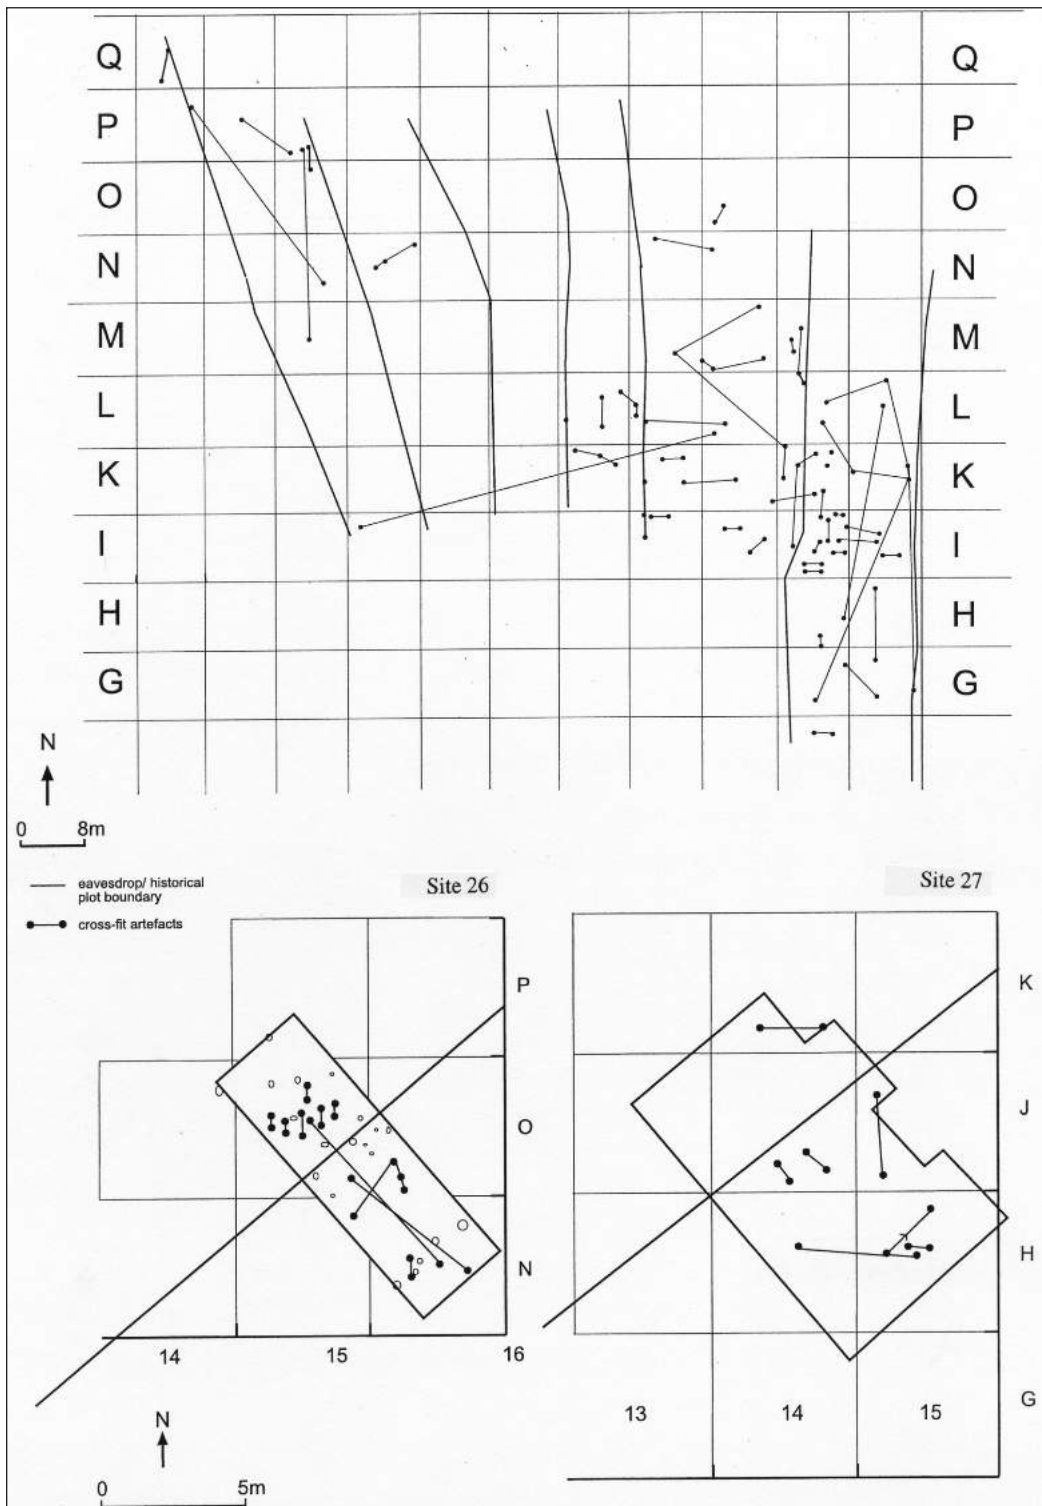 Q Q
P P
O O
N N
M M
L L
K K
I I
H H
G G
N
0 8m
eavesdrop/ historical
plot boundary
cross-fit artefacts
Site 26
P
O
N
14 15 16
N
0 5m
Site 27
K
J
H
G
13 14 15